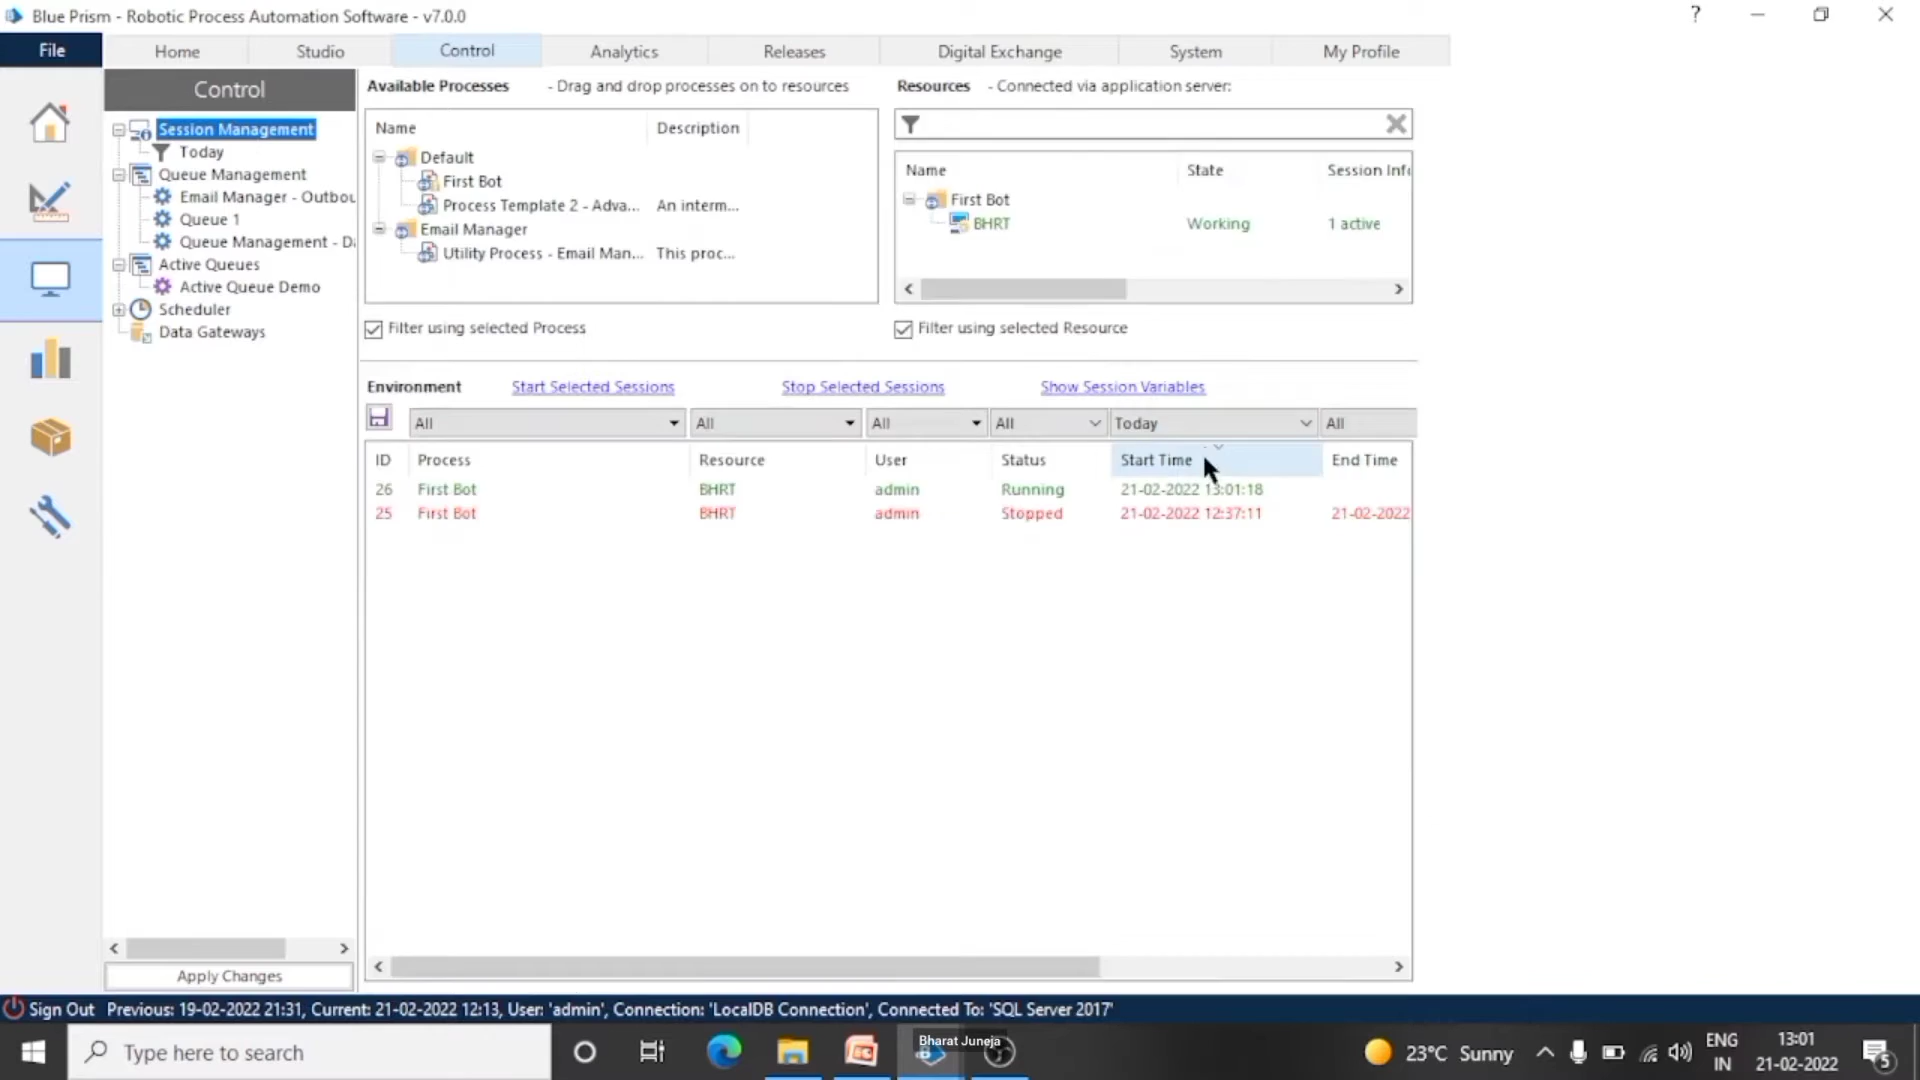 Blue Prism - Robotic Process Automation Software - v7.0.0
?
File
Home
Studio
Control
Analytics
Releases
Digital Exchange
System
My Profile
Control
Session Management
Today
Queue Management
Email Manager - Outbou
Queue 1
Queue Management - Da
Active Queues
Active Queue Demo
Scheduler
Data Gateways
Apply Changes
Available Processes - Drag and drop processes on to resources
Name Description
Default
First Bot
Process Template 2 - Adva... An interm...
Email Manager
Utility Process - Email Man... This proc...
Filter using selected Process
Resources - Connected via application server:
Name State Session Info
First Bot
BHRT Working 1 active
Filter using selected Resource
Environment Start Selected Sessions Stop Selected Sessions Show Session Variables
All All All All Today All
ID Process Resource User Status Start Time End Time
26 First Bot BHRT admin Running 21-02-2022 13:01:18
25 First Bot BHRT admin Stopped 21-02-2022 12:37:11 21-02-2022
Sign Out Previous: 19-02-2022 21:31, Current: 21-02-2022 12:13, User: 'admin', Connection: 'LocalDB Connection', Connected To: 'SQL Server 2017'
Type here to search
Bharat Juneja
23°C Sunny
ENG
IN
13:01
21-02-2022
5